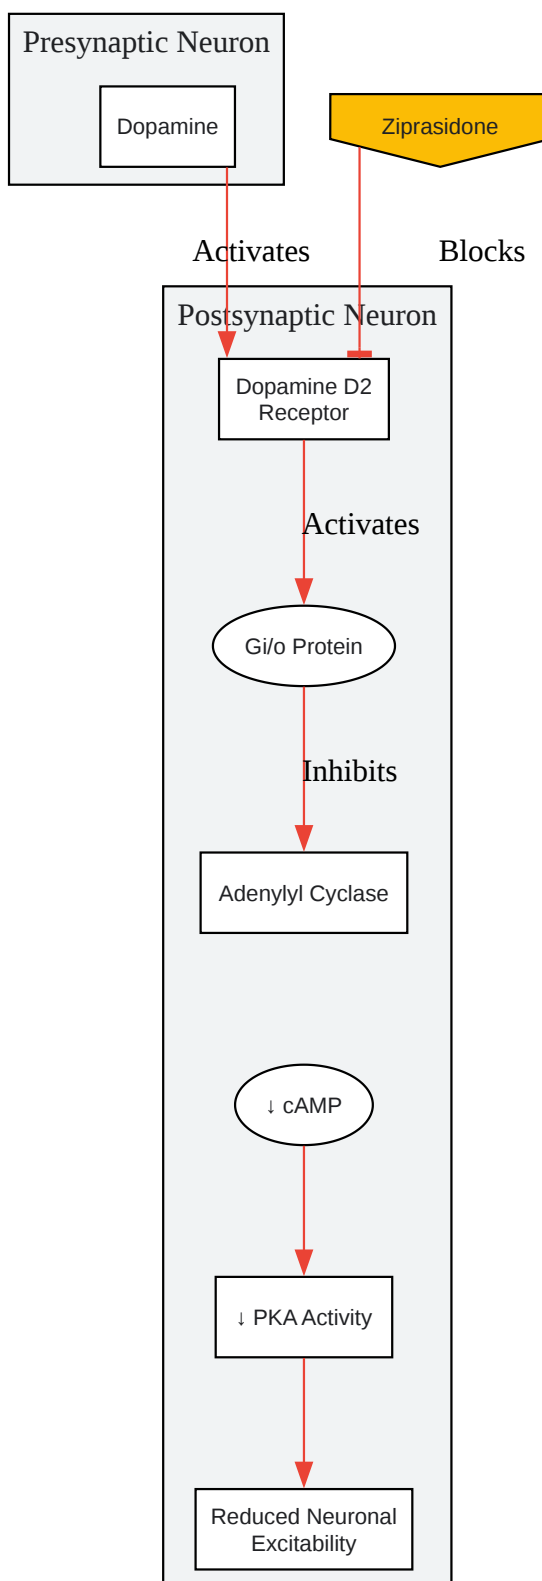 Presynaptic Neuron
Dopamine
Ziprasidone
Activates
Blocks
Postsynaptic Neuron
Dopamine D2
Receptor
Activates
Gi/o Protein
Inhibits
Adenylyl Cyclase
↓ cAMP
↓ PKA Activity
Reduced Neuronal
Excitability